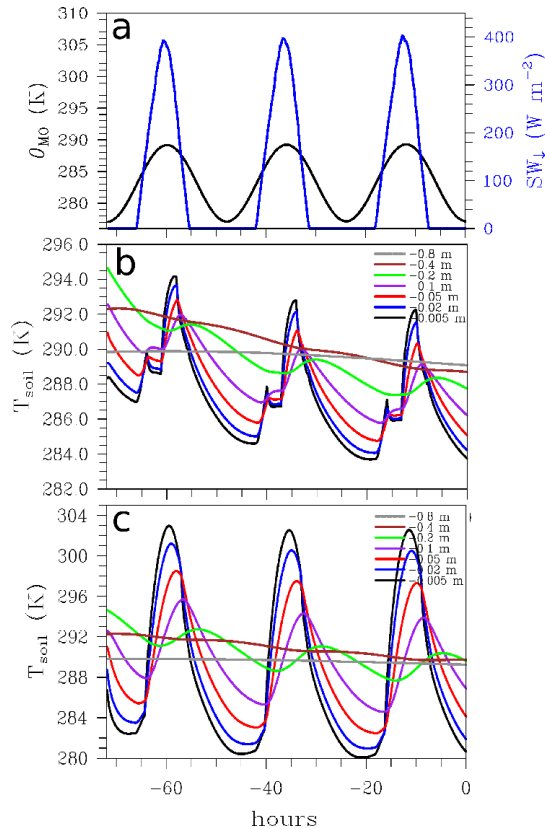 a
310
305
300
295
290
285
280
θMO (K)
400
300
200
100
0
SW↓ (W m−2)
b
296.0
294.0
292.0
290.0
288.0
286.0
284.0
282.0
Tsoil (K)
−0.8 m
−0.4 m
−0.2 m
−0.1 m
−0.05 m
−0.02 m
−0.005 m
c
304
300
296
292
288
284
280
Tsoil (K)
−0.8 m
−0.4 m
−0.2 m
−0.1 m
−0.05 m
−0.02 m
−0.005 m
−60
−40
−20
0
hours